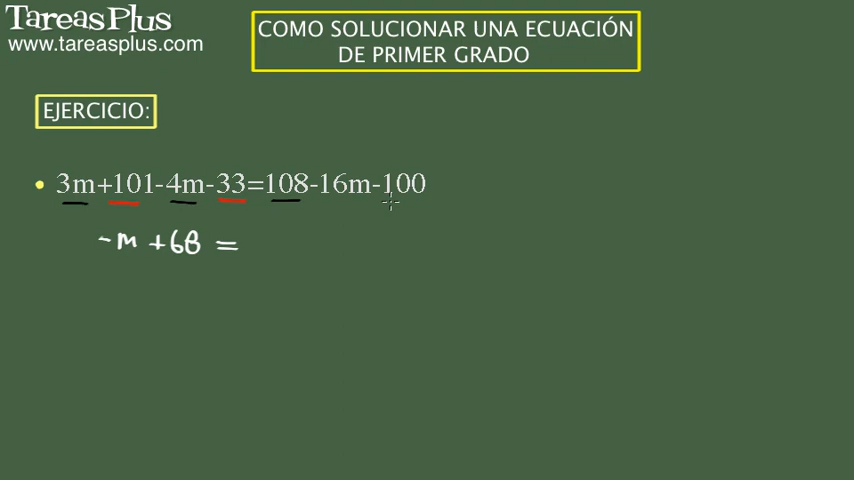 TareasPlus
www.tareasplus.com
COMO SOLUCIONAR UNA ECUACIÓN
DE PRIMER GRADO
EJERCICIO:
• 3m+101-4m-33=108-16m-100
-m +68 =